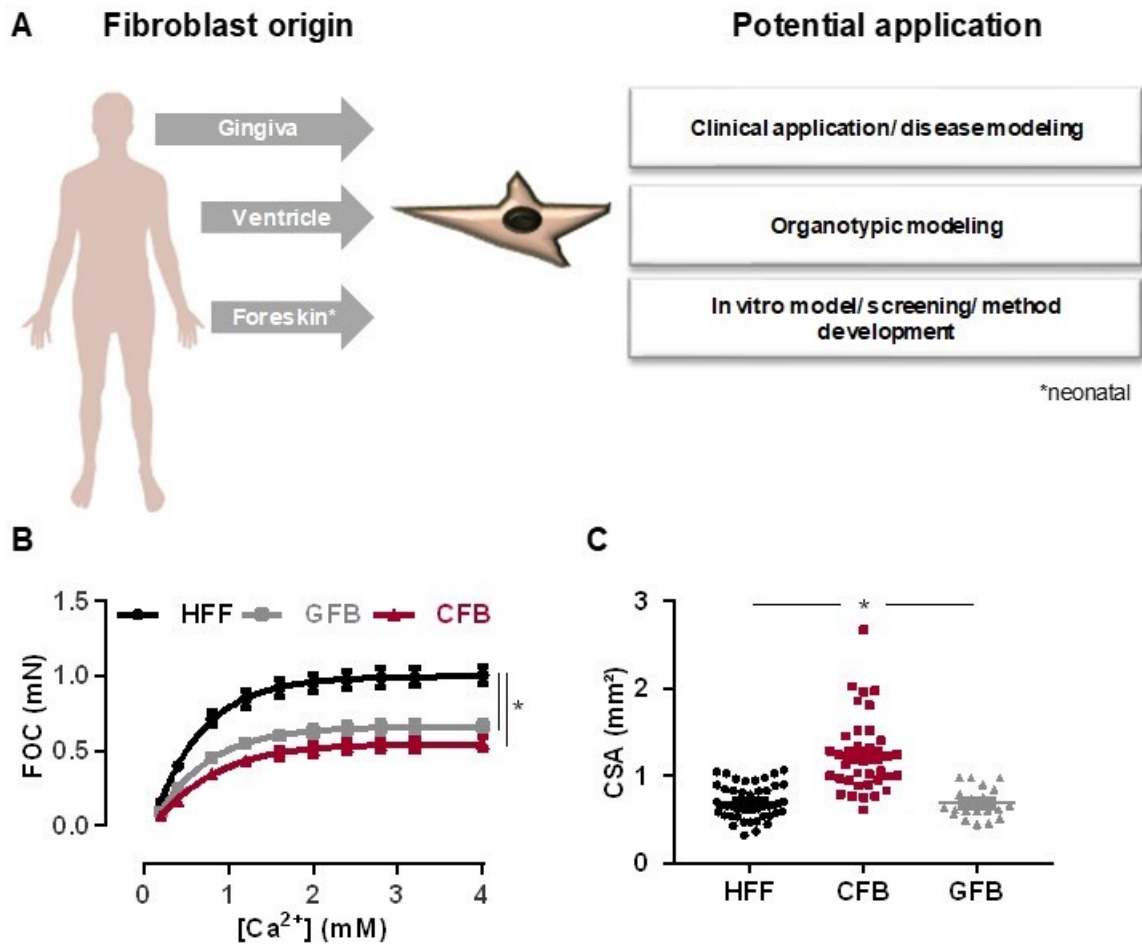 A
Fibroblast origin
Potential application
Gingiva
Ventricle
Foreskin*
Clinical application/ disease modeling
Organotypic modeling
In vitro model/ screening/ method
development
*neonatal
B
1.5
1.0
0.5
0.0
FOC (mN)
HFF
GFB
CFB
*
0
1
2
3
4
[Ca²⁺] (mM)
C
3
2
1
0
CSA (mm²)
*
HFF
CFB
GFB